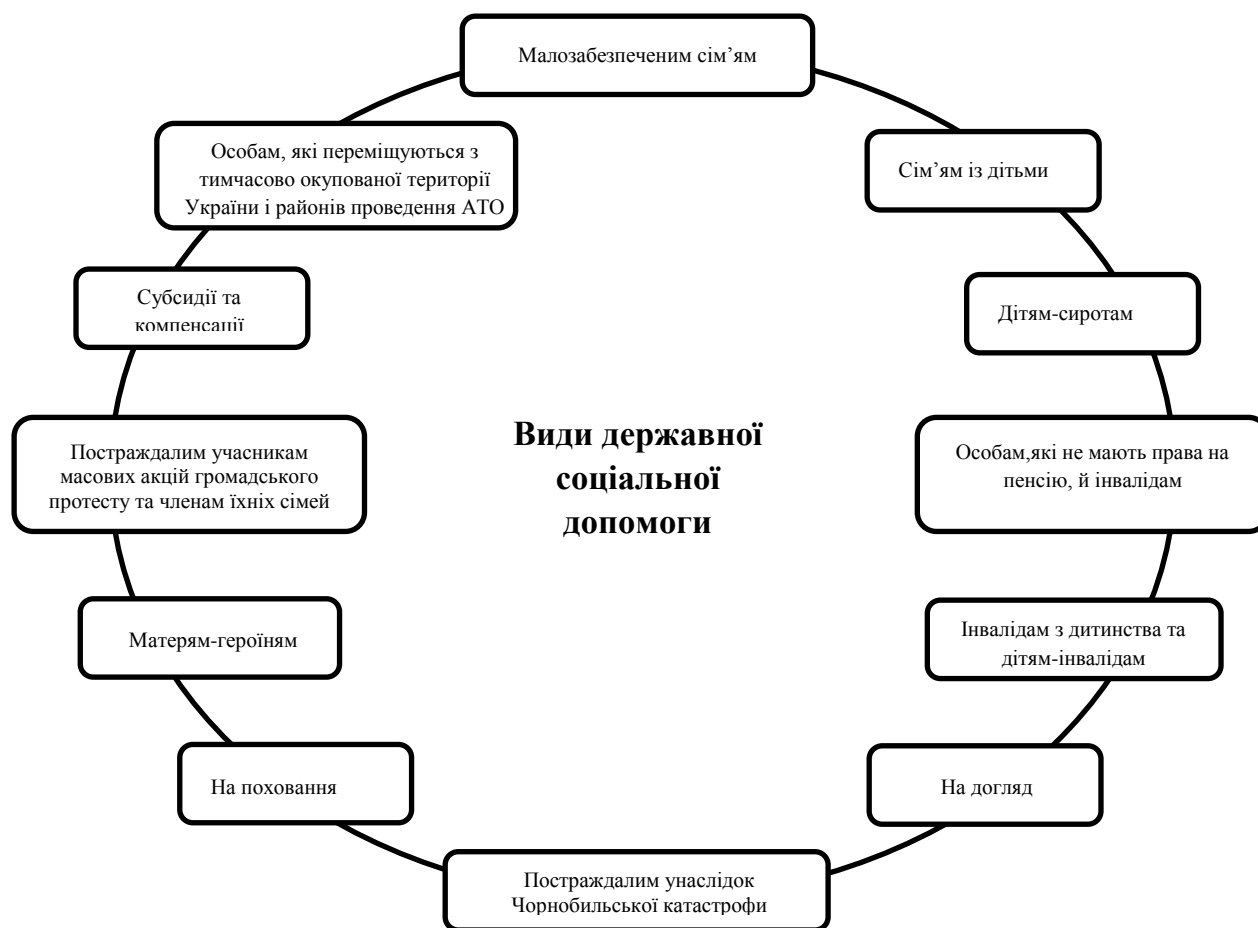 Малозабезпеченим сім’ям
Особам, які переміщуються з
тимчасово окупованої території
України і районів проведення АТО
Сім’ям із дітьми
Субсидії та
компенсації
Дітям-сиротам
Види державної
соціальної
допомоги
Постраждалим учасникам
масових акцій громадського
протесту та членам їхніх сімей
Особам,які не мають права на
пенсію, й інвалідам
Матерям-героїням
Інвалідам з дитинства та
дітям-інвалідам
На поховання
На догляд
Постраждалим унаслідок
Чорнобильської катастрофи